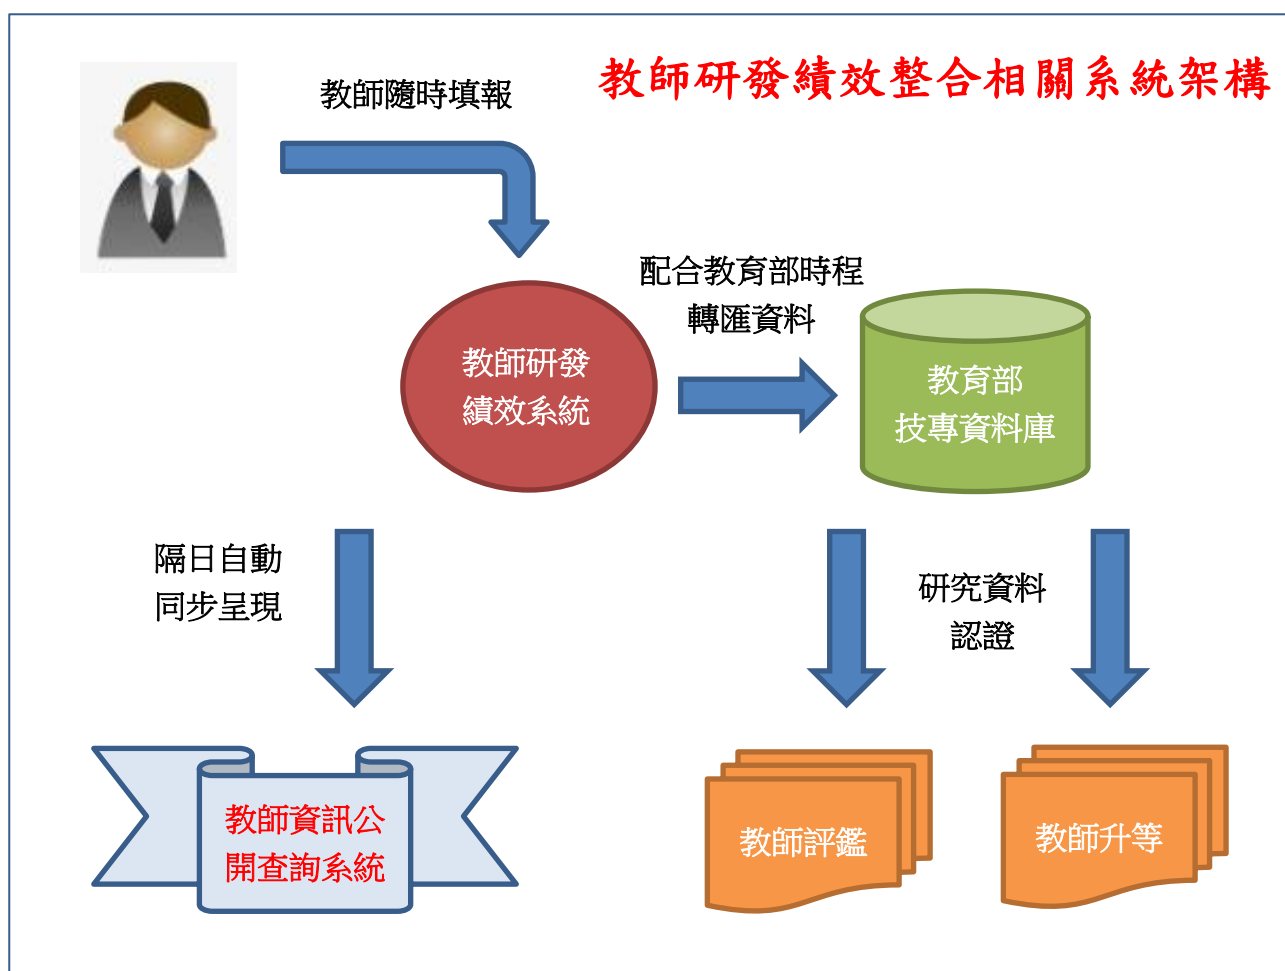 教師研發績效整合相關系統架構
教師隨時填報
配合教育部時程
轉匯資料
教師研發
績效系統
教育部
技專資料庫
隔日自動
同步呈現
研究資料
認證
教師資訊公
開查詢系統
教師評鑑
教師升等